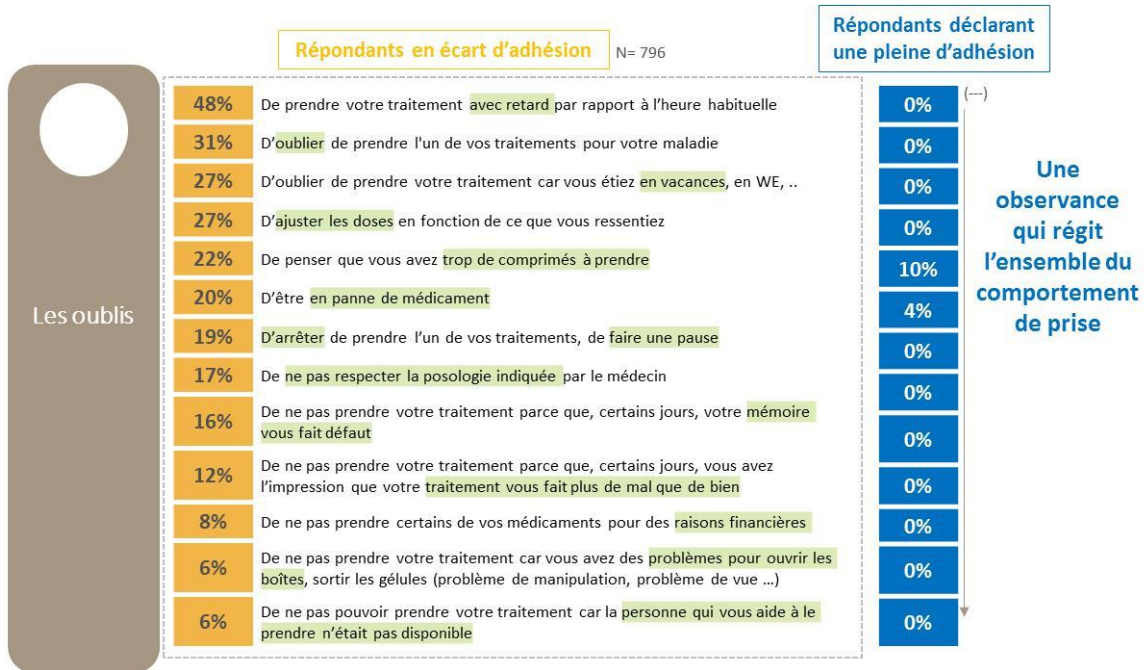 Répondants en écart d'adhésion N= 796
Répondants déclarant
une pleine d'adhésion
Les oublis
48% De prendre votre traitement avec retard par rapport à l'heure habituelle 0% (---)
31% D'oublier de prendre l'un de vos traitements pour votre maladie 0%
27% D'oublier de prendre votre traitement car vous étiez en vacances, en WE, .. 0%
27% D'ajuster les doses en fonction de ce que vous ressentiez 0%
22% De penser que vous avez trop de comprimés à prendre 10%
20% D'être en panne de médicament 4%
19% D'arrêter de prendre l'un de vos traitements, de faire une pause 0%
17% De ne pas respecter la posologie indiquée par le médecin 0%
16% De ne pas prendre votre traitement parce que, certains jours, votre mémoire
vous fait défaut 0%
12% De ne pas prendre votre traitement parce que, certains jours, vous avez
l'impression que votre traitement vous fait plus de mal que de bien 0%
8% De ne pas prendre certains de vos médicaments pour des raisons financières 0%
6% De ne pas prendre votre traitement car vous avez des problèmes pour ouvrir les
boîtes, sortir les gélules (problème de manipulation, problème de vue ...) 0%
6% De ne pas pouvoir prendre votre traitement car la personne qui vous aide à le
prendre n'était pas disponible 0%
Une
observance
qui régit
l'ensemble du
comportement
de prise